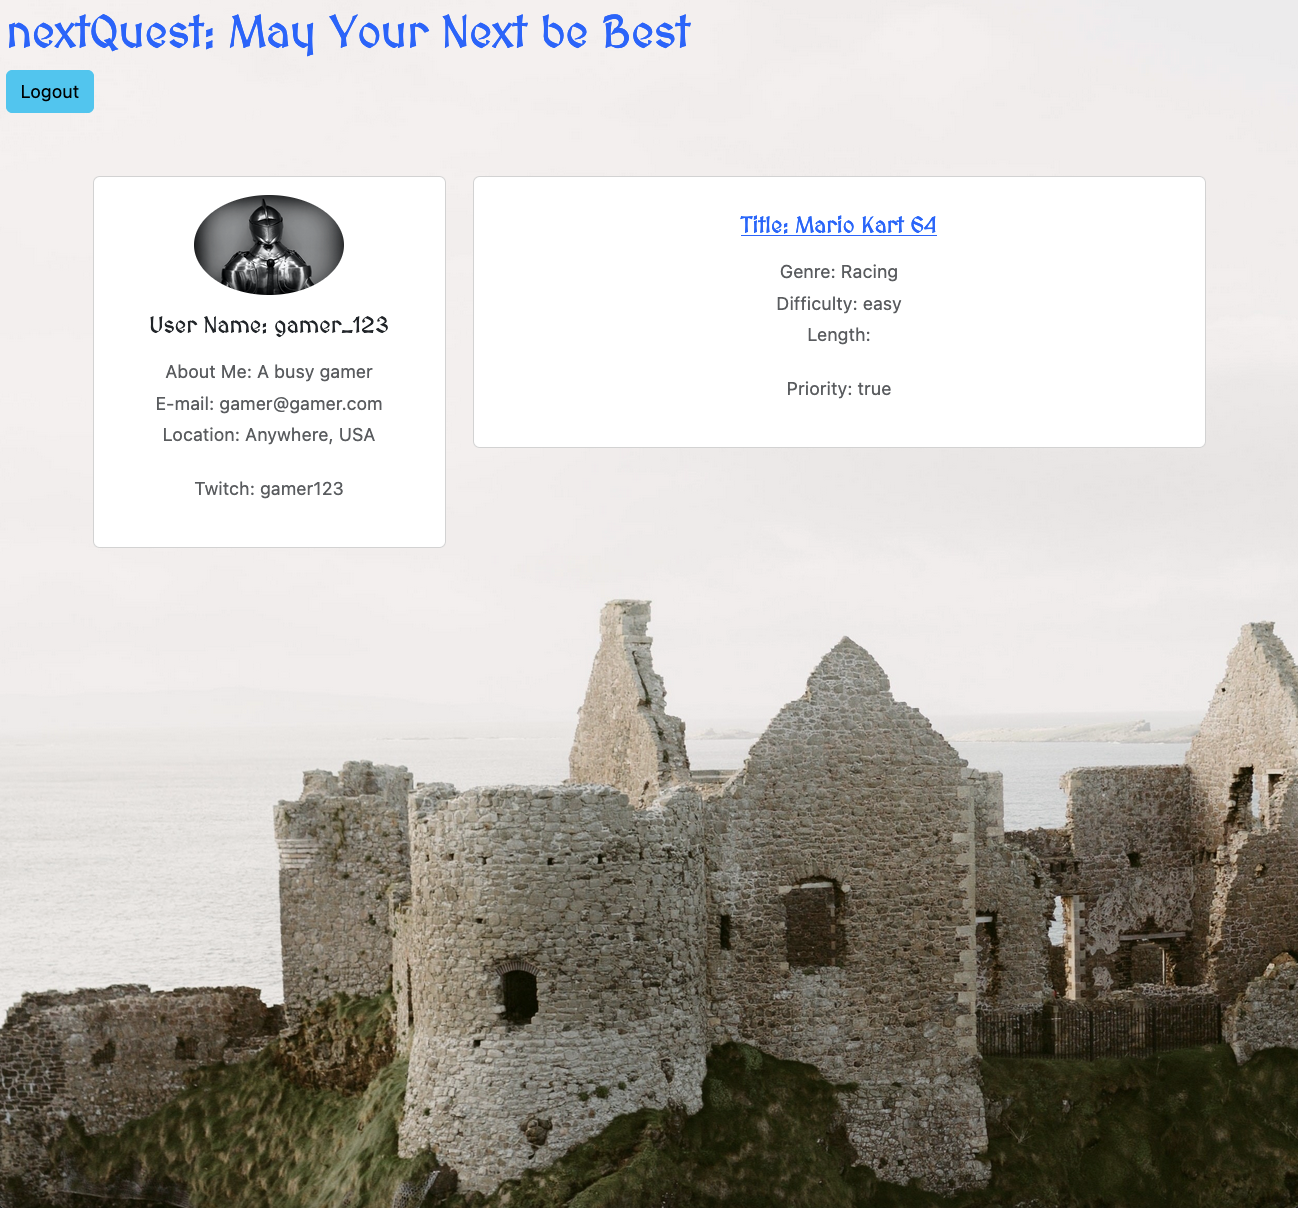 nextQuest: May Your Next be Best
Logout
User Name: gamer_123
About Me: A busy gamer
E-mail: gamer@gamer.com
Location: Anywhere, USA
Twitch: gamer123
Title: Mario Kart 64
Genre: Racing
Difficulty: easy
Length:
Priority: true